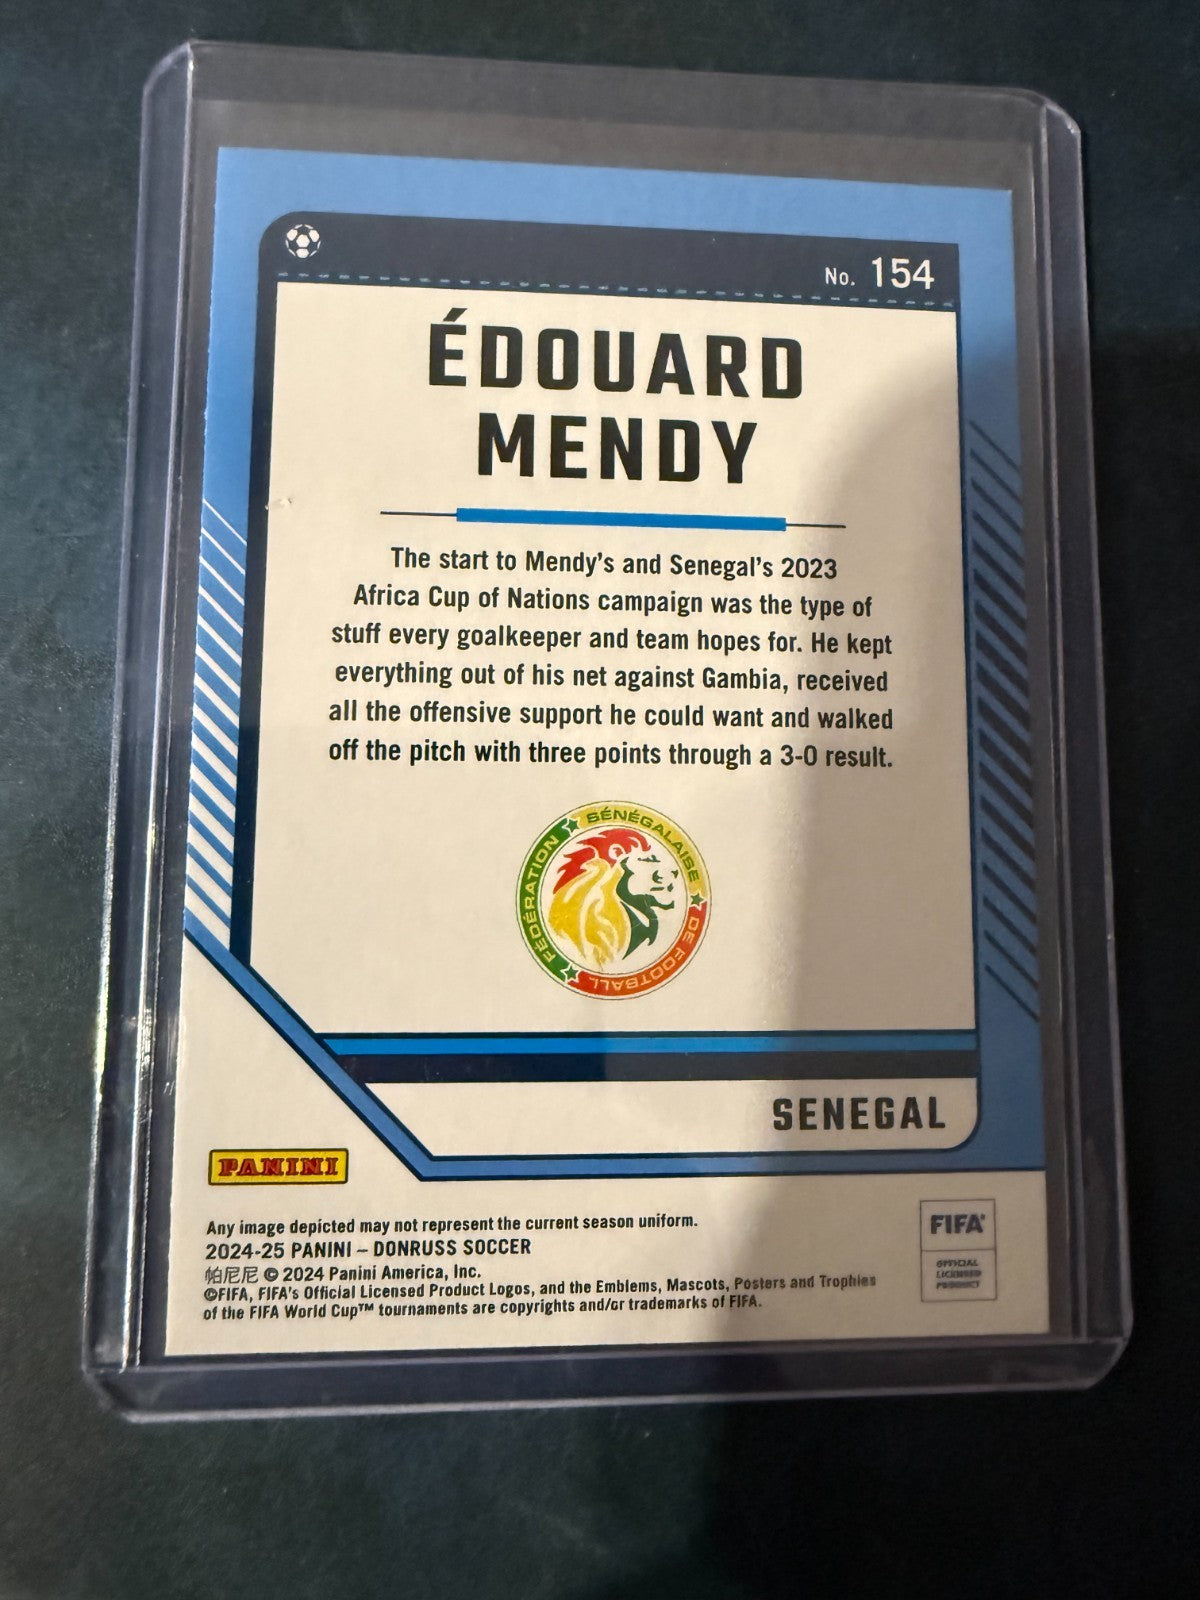 No. 154
ÉDOUARD
MENDY
The start to Mendy's and Senegal's 2023
Africa Cup of Nations campaign was the type of
stuff every goalkeeper and team hopes for. He kept
everything out of his net against Gambia, received
all the offensive support he could want and walked
off the pitch with three points through a 3-0 result.
FÉDÉRATION SÉNÉGALAISE DE FOOTBALL
SENEGAL
PANINI
Any image depicted may not represent the current season uniform.
2024-25 PANINI – DONRUSS SOCCER
帕尼尼 © 2024 Panini America, Inc.
©FIFA, FIFA's Official Licensed Product Logos, and the Emblems, Mascots, Posters and Trophies
of the FIFA World Cup™ tournaments are copyrights and/or trademarks of FIFA.
FIFA®
OFFICIAL
LICENSED
PRODUCT